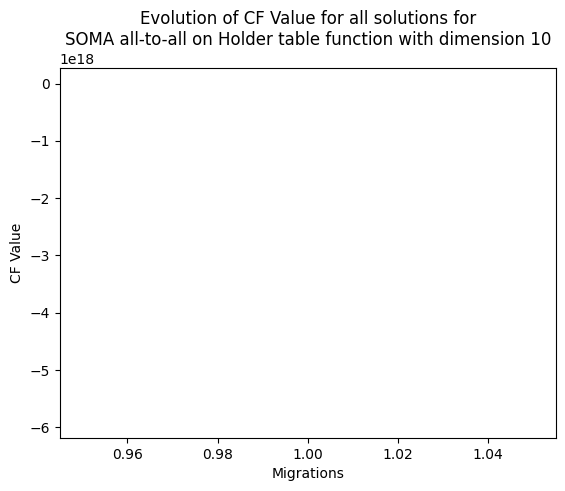 Evolution of CF Value for all solutions for
SOMA all-to-all on Holder table function with dimension 10
1e18
0
−1
−2
−3
−4
−5
−6
CF Value
0.96 0.98 1.00 1.02 1.04
Migrations